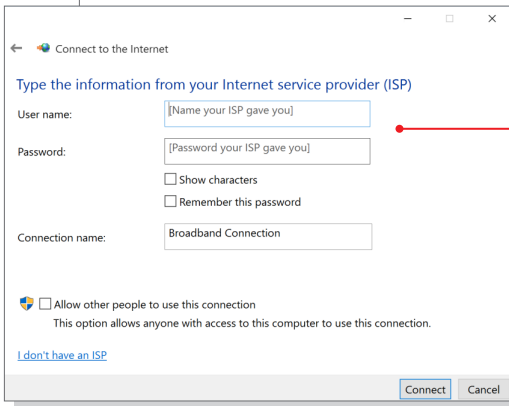 Connect to the Internet
Type the information from your Internet service provider (ISP)
User name:
[Name your ISP gave you]
Password:
[Password your ISP gave you]
Show characters
Remember this password
Connection name:
Broadband Connection
Allow other people to use this connection
This option allows anyone with access to this computer to use this connection.
I don't have an ISP
Connect
Cancel